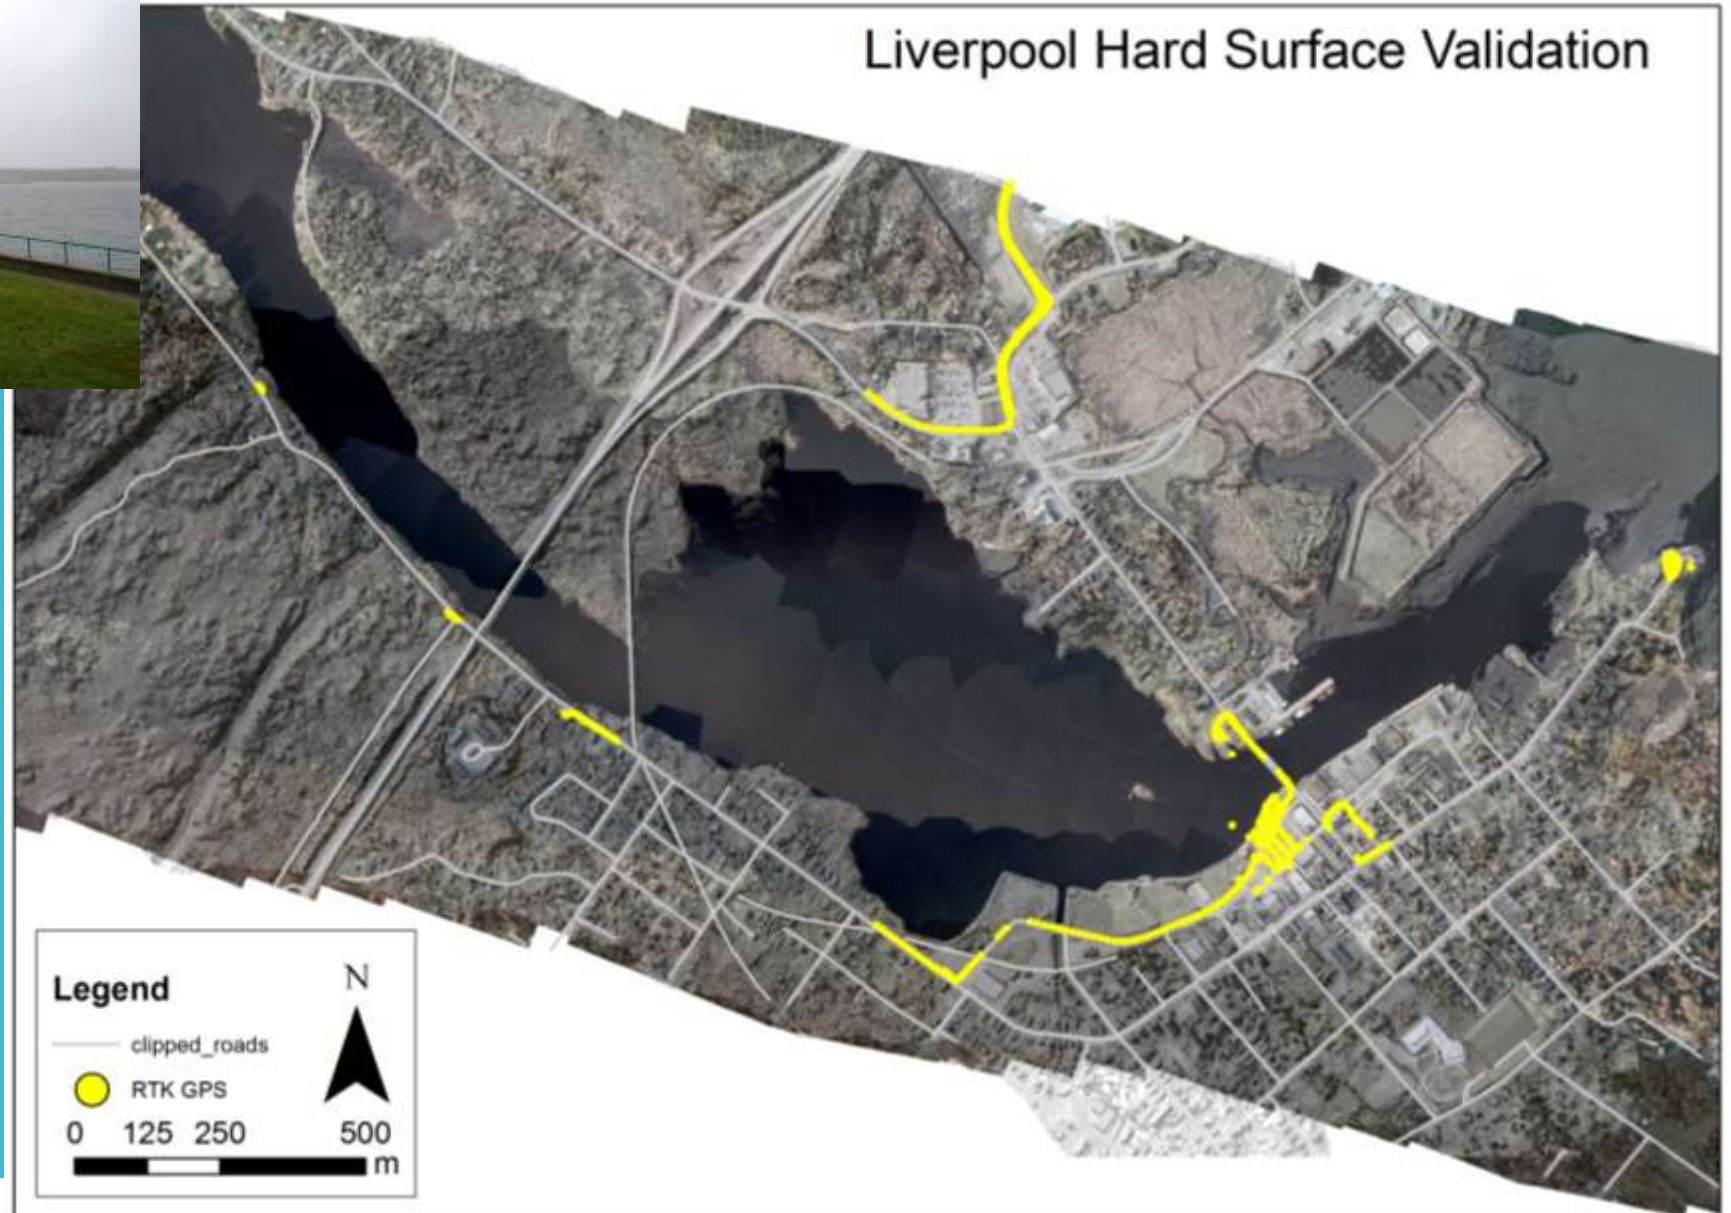 Liverpool Hard Surface Validation
Legend
N
clipped_roads
RTK GPS
0 125 250 500
m